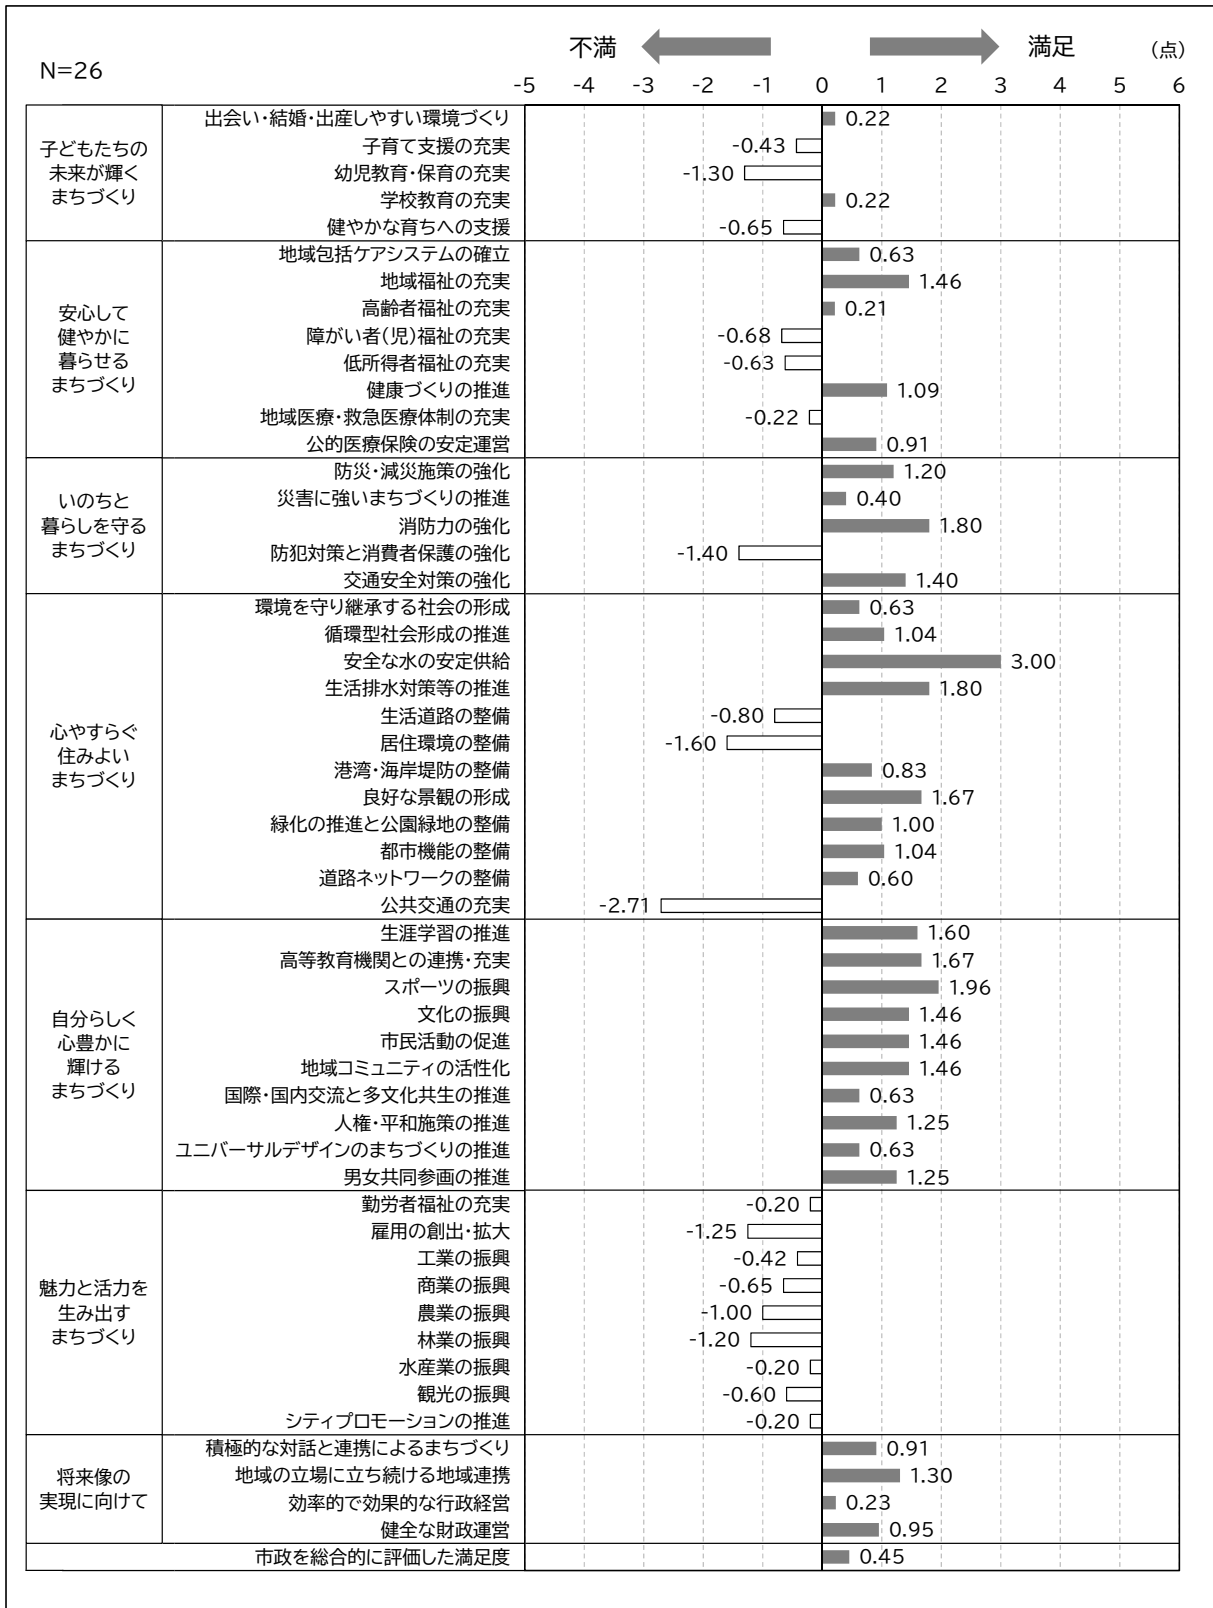 不満
満足
(点)
N=26
-5 -4 -3 -2 -1 0 1 2 3 4 5 6
子どもたちの
未来が輝く
まちづくり
出会い・結婚・出産しやすい環境づくり 0.22
子育て支援の充実 -0.43
幼児教育・保育の充実 -1.30
学校教育の充実 0.22
健やかな育ちへの支援 -0.65
安心して
健やかに
暮らせる
まちづくり
地域包括ケアシステムの確立 0.63
地域福祉の充実 1.46
高齢者福祉の充実 0.21
障がい者(児)福祉の充実 -0.68
低所得者福祉の充実 -0.63
健康づくりの推進 1.09
地域医療・救急医療体制の充実 -0.22
公的医療保険の安定運営 0.91
いのちと
暮らしを守る
まちづくり
防災・減災施策の強化 1.20
災害に強いまちづくりの推進 0.40
消防力の強化 1.80
防犯対策と消費者保護の強化 -1.40
交通安全対策の強化 1.40
心やすらぐ
住みよい
まちづくり
環境を守り継承する社会の形成 0.63
循環型社会形成の推進 1.04
安全な水の安定供給 3.00
生活排水対策等の推進 1.80
生活道路の整備 -0.80
居住環境の整備 -1.60
港湾・海岸堤防の整備 0.83
良好な景観の形成 1.67
緑化の推進と公園緑地の整備 1.00
都市機能の整備 1.04
道路ネットワークの整備 0.60
公共交通の充実 -2.71
自分らしく
心豊かに
輝ける
まちづくり
生涯学習の推進 1.60
高等教育機関との連携・充実 1.67
スポーツの振興 1.96
文化の振興 1.46
市民活動の促進 1.46
地域コミュニティの活性化 1.46
国際・国内交流と多文化共生の推進 0.63
人権・平和施策の推進 1.25
ユニバーサルデザインのまちづくりの推進 0.63
男女共同参画の推進 1.25
魅力と活力を
生み出す
まちづくり
勤労者福祉の充実 -0.20
雇用の創出・拡大 -1.25
工業の振興 -0.42
商業の振興 -0.65
農業の振興 -1.00
林業の振興 -1.20
水産業の振興 -0.20
観光の振興 -0.60
シティプロモーションの推進 -0.20
将来像の
実現に向けて
積極的な対話と連携によるまちづくり 0.91
地域の立場に立ち続ける地域連携 1.30
効率的で効果的な行政経営 0.23
健全な財政運営 0.95
市政を総合的に評価した満足度 0.45